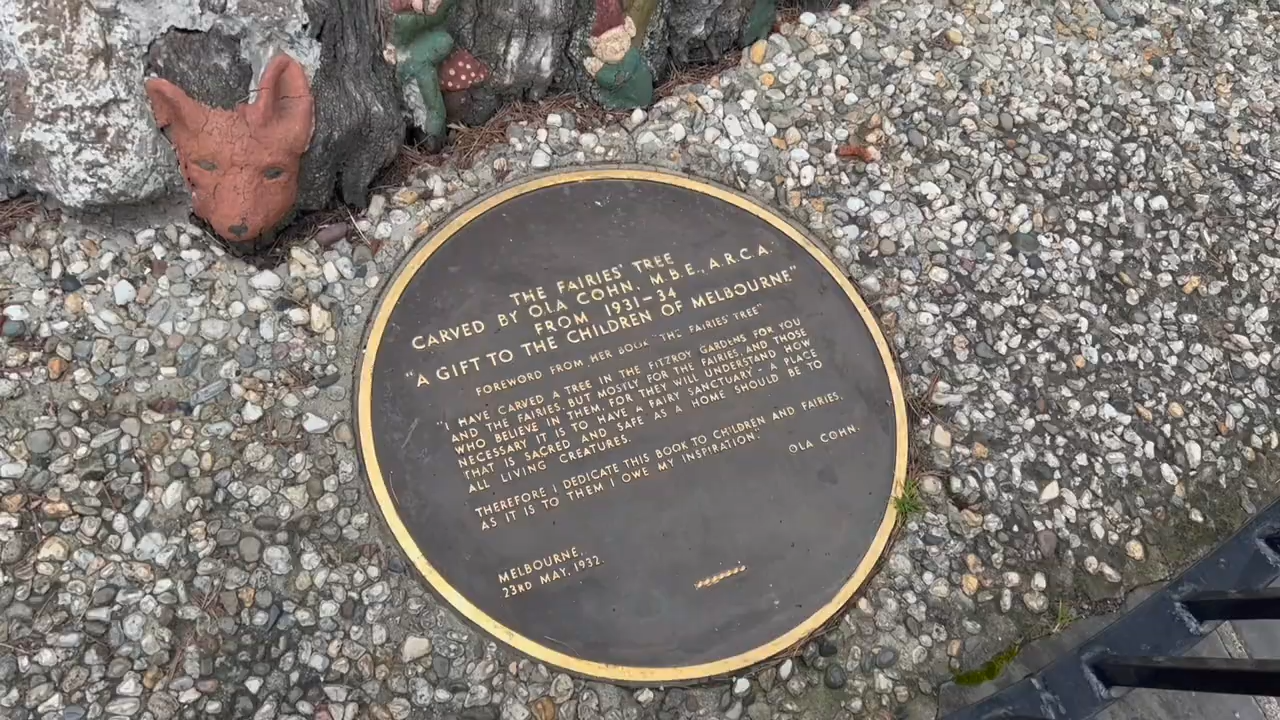 THE FAIRIES' TREE
CARVED BY OLA COHN, M.B.E., A.R.C.A.
FROM 1931-34
"A GIFT TO THE CHILDREN OF MELBOURNE"
FOREWORD FROM HER BOOK "THE FAIRIES' TREE"
"I HAVE CARVED A TREE IN THE FITZROY GARDENS FOR YOU
AND THE FAIRIES, BUT MOSTLY FOR THE FAIRIES AND THOSE
WHO BELIEVE IN THEM, FOR THEY WILL UNDERSTAND HOW
NECESSARY IT IS TO HAVE A FAIRY SANCTUARY - A PLACE
THAT IS SACRED AND SAFE AS A HOME SHOULD BE TO
ALL LIVING CREATURES.
THEREFORE I DEDICATE THIS BOOK TO CHILDREN AND FAIRIES,
AS IT IS TO THEM I OWE MY INSPIRATION."
OLA COHN.
MELBOURNE,
23RD MAY, 1932.